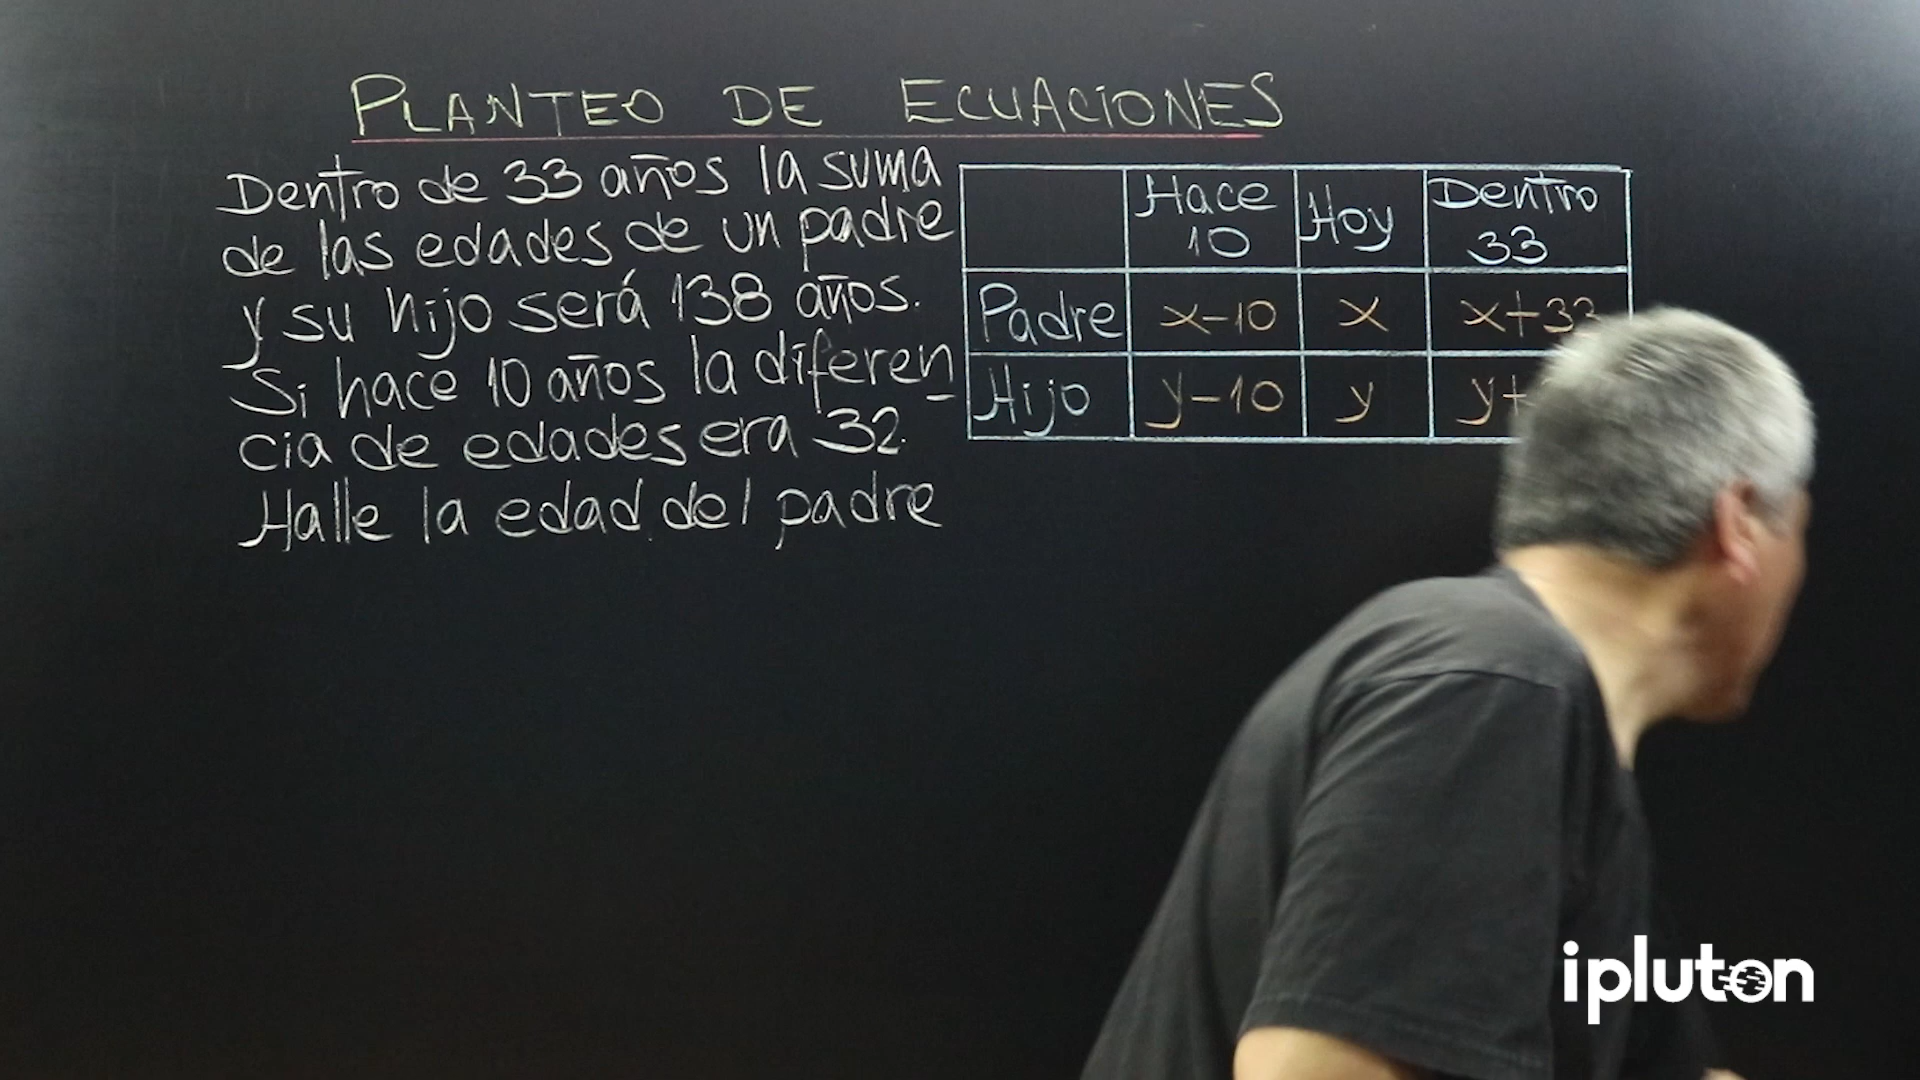 PLANTEO DE ECUACIONES
Dentro de 33 años la suma
de las edades de un padre
y su hijo será 138 años.
Si hace 10 años la diferen-
cia de edades era 32.
Halle la edad del padre
Hace 10 Hoy Dentro 33
Padre x-10 x x+33
Hijo y-10 y y+
ipluton